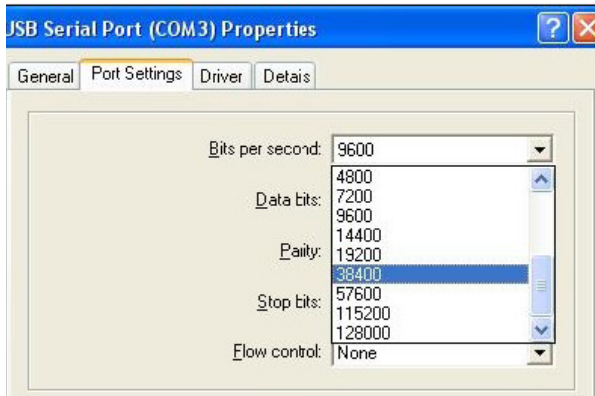 USB Serial Port (COM3) Properties
General Port Settings Driver Detais
Bits per second: 9600
4800
Data bits: 7200
9600
14400
Parity: 19200
38400
Stop bits: 57600
115200
128000
Flow control: None